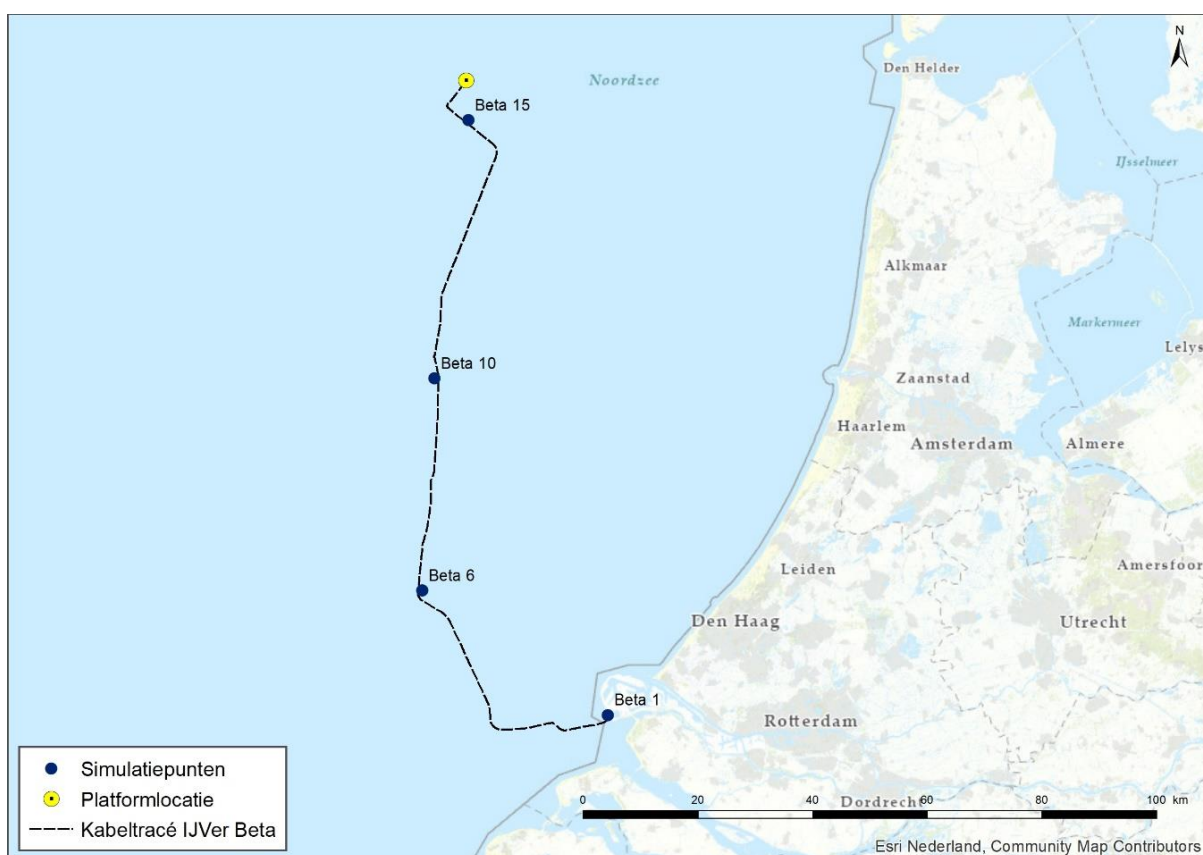 N
Noordzee
Den Helder
Beta 15
IJsselmeer
Alkmaar
Markermeer
Lelys
Beta 10
Zaanstad
Haarlem
Amsterdam
Almere
Beta 6
Leiden
Amersfoor
Den Haag
Utrecht
Beta 1
Rotterdam
Simulatiepunten
Platformlocatie
Kabeltracé IJVer Beta
Dordrecht
0 20 40 60 80 100 km
Esri Nederland, Community Map Contributors